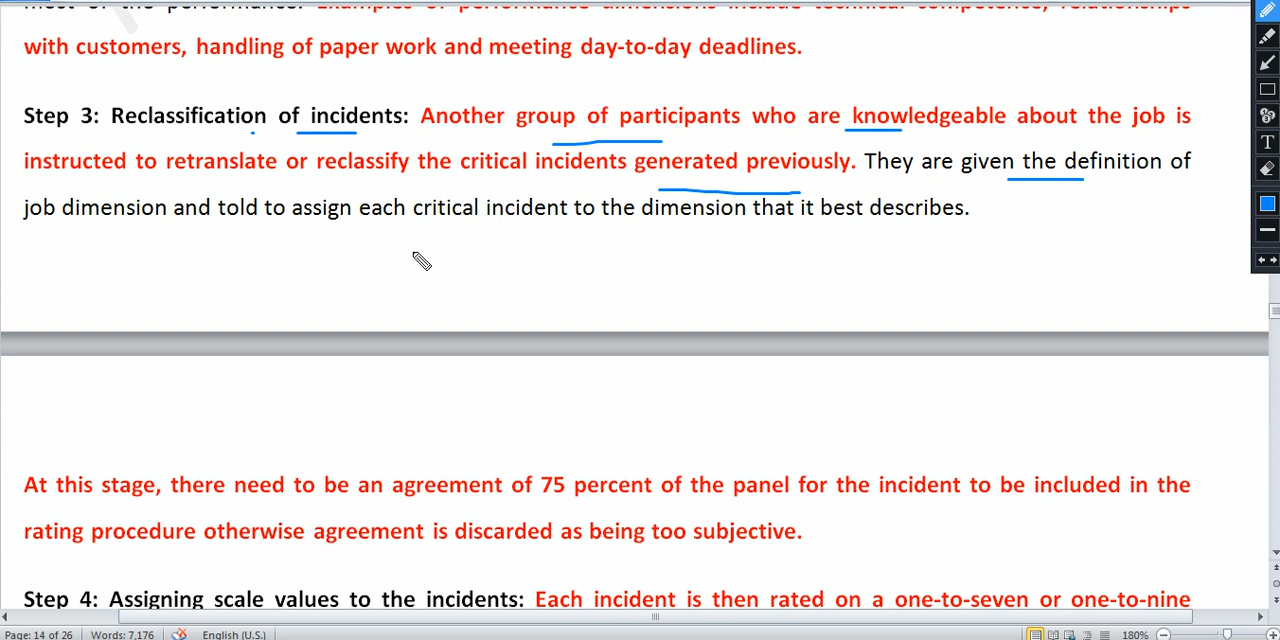 with customers, handling of paper work and meeting day-to-day deadlines.
Step 3: Reclassification of incidents: Another group of participants who are knowledgeable about the job is
instructed to retranslate or reclassify the critical incidents generated previously. They are given the definition of
job dimension and told to assign each critical incident to the dimension that it best describes.
At this stage, there need to be an agreement of 75 percent of the panel for the incident to be included in the
rating procedure otherwise agreement is discarded as being too subjective.
Step 4: Assigning scale values to the incidents: Each incident is then rated on a one-to-seven or one-to-nine
Page: 14 of 26 Words: 7,176 English (U.S.) 180%